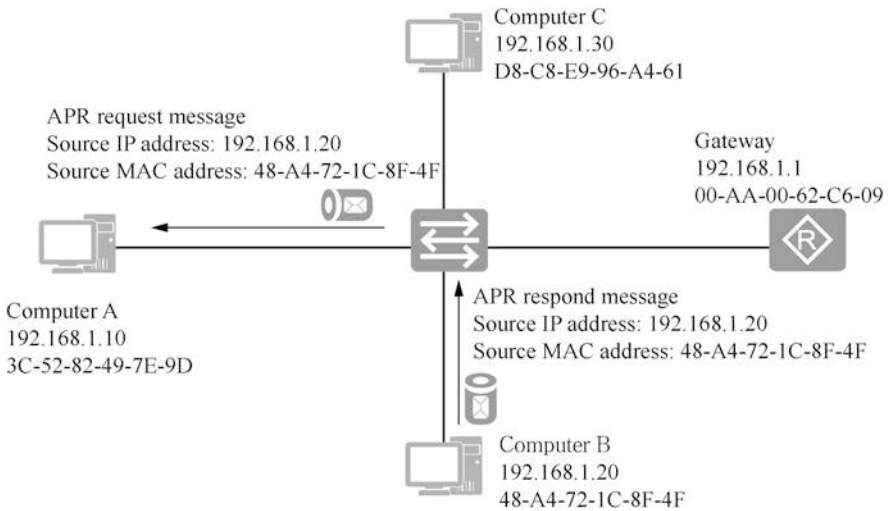 Computer C
192.168.1.30
D8-C8-E9-96-A4-61
APR request message
Source IP address: 192.168.1.20
Source MAC address: 48-A4-72-1C-8F-4F
Gateway
192.168.1.1
00-AA-00-62-C6-09
R
Computer A
192.168.1.10
3C-52-82-49-7E-9D
APR respond message
Source IP address: 192.168.1.20
Source MAC address: 48-A4-72-1C-8F-4F
Computer B
192.168.1.20
48-A4-72-1C-8F-4F